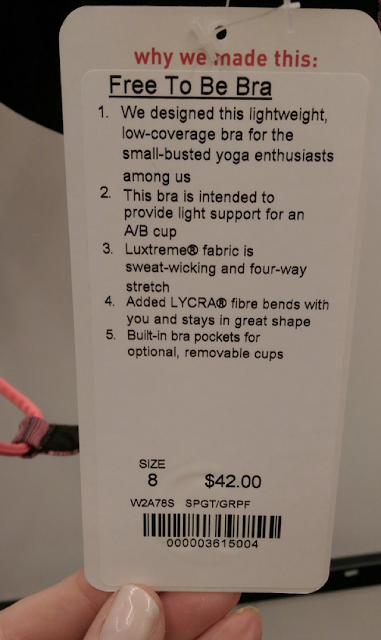 why we made this:
Free To Be Bra
1. We designed this lightweight,
low-coverage bra for the
small-busted yoga enthusiasts
among us
2. This bra is intended to
provide light support for an
A/B cup
3. Luxtreme® fabric is
sweat-wicking and four-way
stretch
4. Added LYCRA® fibre bends with
you and stays in great shape
5. Built-in bra pockets for
optional, removable cups
SIZE
8 $42.00
W2A78S SPGT/GRPF
000003615004